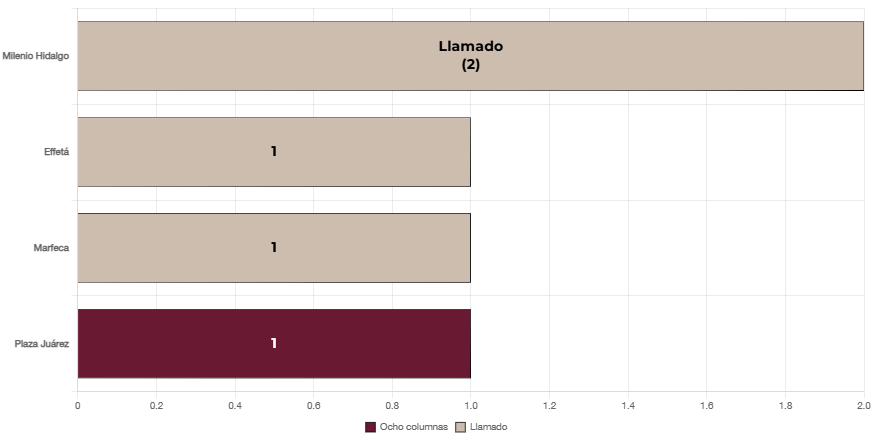 Milenio Hidalgo
Llamado
(2)
Effetá
1
Marfeca
1
Plaza Juárez
1
0 0.2 0.4 0.6 0.8 1.0 1.2 1.4 1.6 1.8 2.0
Ocho columnas Llamado